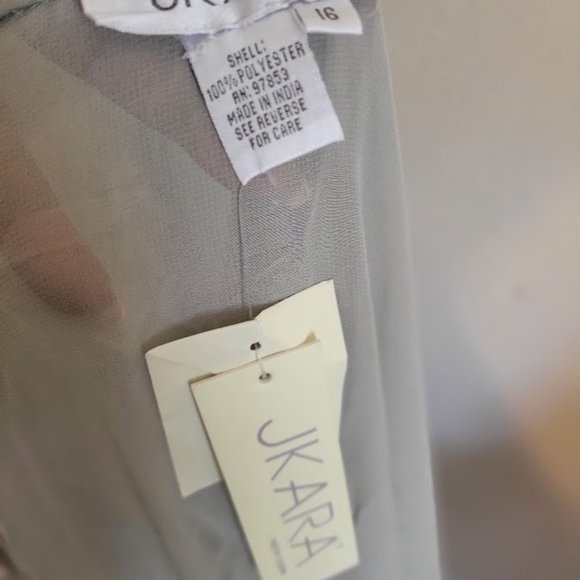 16
SHELL:
100% POLYESTER
RN: 97853
MADE IN INDIA
SEE REVERSE
FOR CARE
JKARA